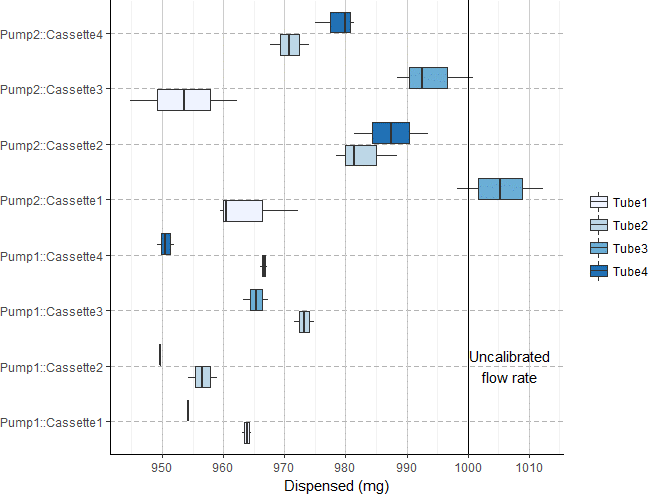 Pump2::Cassette4
Pump2::Cassette3
Pump2::Cassette2
Pump2::Cassette1
Pump1::Cassette4
Pump1::Cassette3
Pump1::Cassette2
Pump1::Cassette1
Tube1
Tube2
Tube3
Tube4
Uncalibrated
flow rate
950 960 970 980 990 1000 1010
Dispensed (mg)